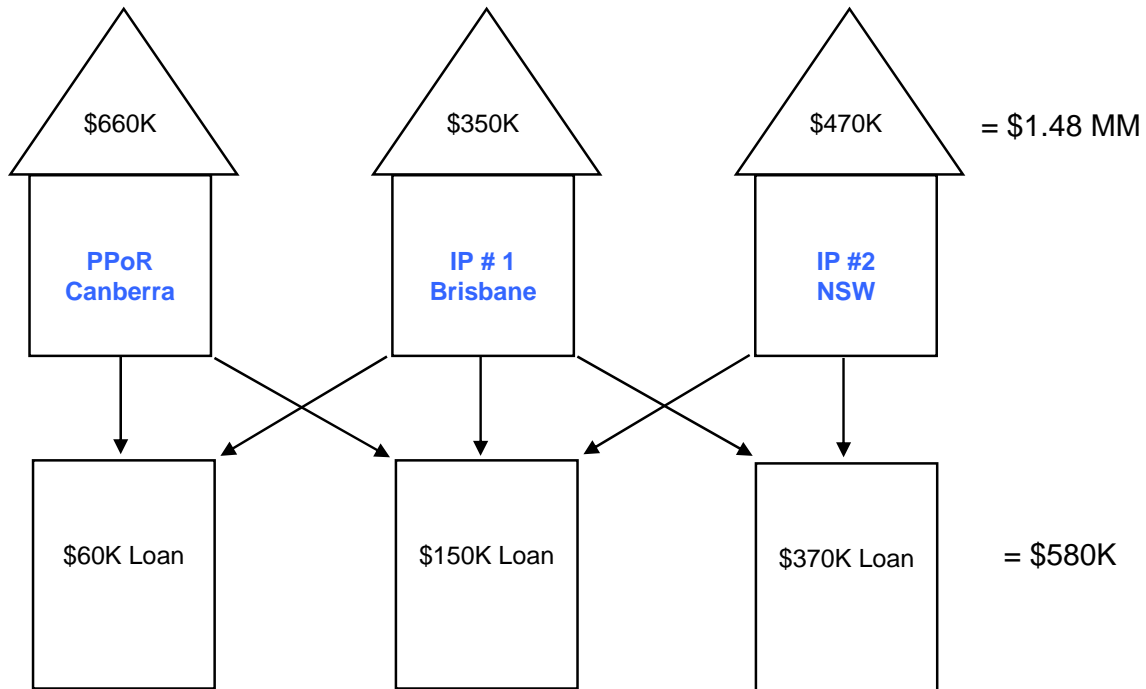 $660K
$350K
$470K
= $1.48 MM
PPoR
Canberra
IP # 1
Brisbane
IP #2
NSW
$60K Loan
$150K Loan
$370K Loan
= $580K